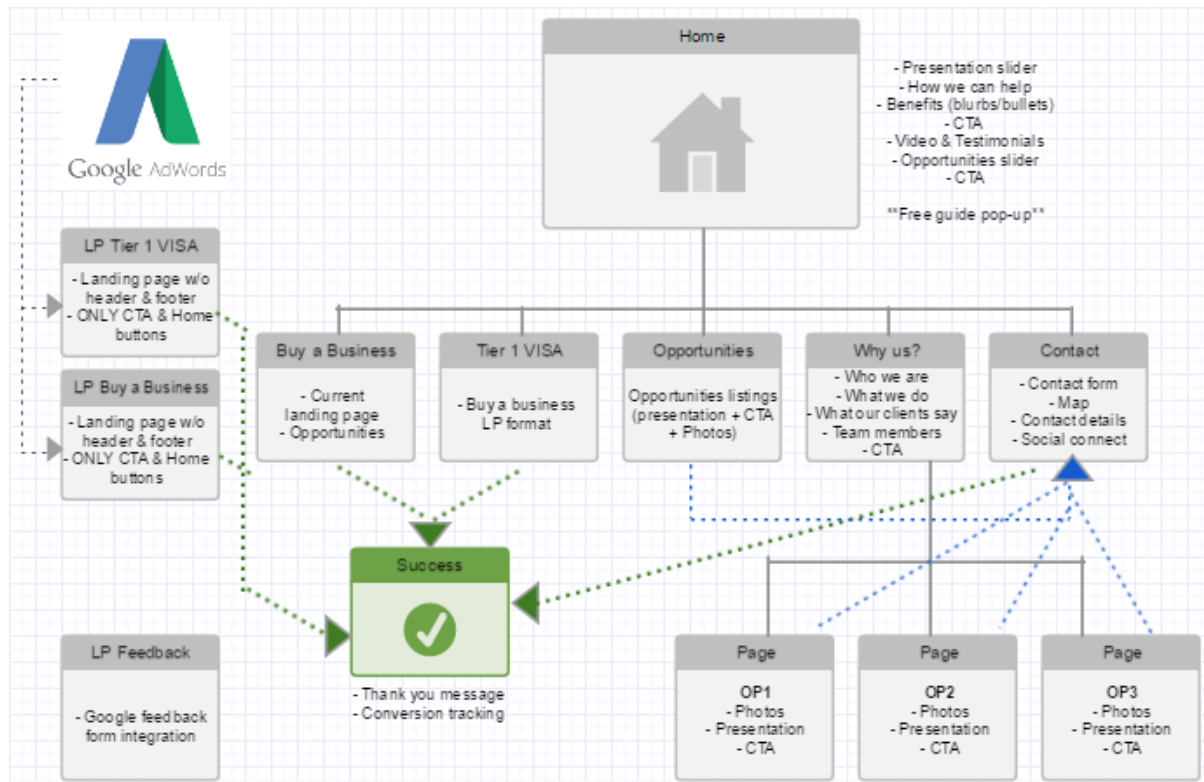 Google AdWords
Home
- Presentation slider
- How we can help
- Benefits (blurbs/bullets)
- CTA
- Video & Testimonials
- Opportunities slider
- CTA
**Free guide pop-up**
LP Tier 1 VISA
- Landing page w/o
header & footer
- ONLY CTA & Home
buttons
LP Buy a Business
- Landing page w/o
header & footer
- ONLY CTA & Home
buttons
Buy a Business
- Current
landing page
- Opportunities
Tier 1 VISA
- Buy a business
LP format
Opportunities
Opportunities listings
(presentation + CTA
+ Photos)
Why us?
- Who we are
- What we do
- What our clients say
- Team members
- CTA
Contact
- Contact form
- Map
- Contact details
- Social connect
Success
- Thank you message
- Conversion tracking
LP Feedback
- Google feedback
form integration
Page
OP1
- Photos
- Presentation
- CTA
Page
OP2
- Photos
- Presentation
- CTA
Page
OP3
- Photos
- Presentation
- CTA